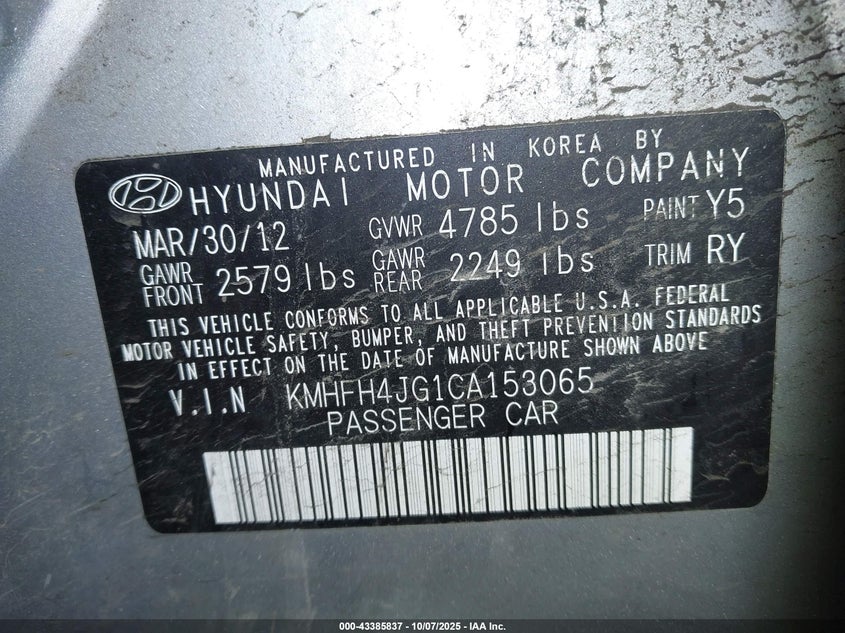 MANUFACTURED IN KOREA BY
HYUNDAI MOTOR COMPANY
MAR/30/12 GVWR 4785 lbs PAINT Y5
GAWR FRONT 2579 lbs GAWR REAR 2249 lbs TRIM RY
THIS VEHICLE CONFORMS TO ALL APPLICABLE U.S.A. FEDERAL
MOTOR VEHICLE SAFETY, BUMPER, AND THEFT PREVENTION STANDARDS
IN EFFECT ON THE DATE OF MANUFACTURE SHOWN ABOVE
V.I.N KMHFH4JG1CA153065
PASSENGER CAR
000-43385837 - 10/07/2025 - IAA Inc.